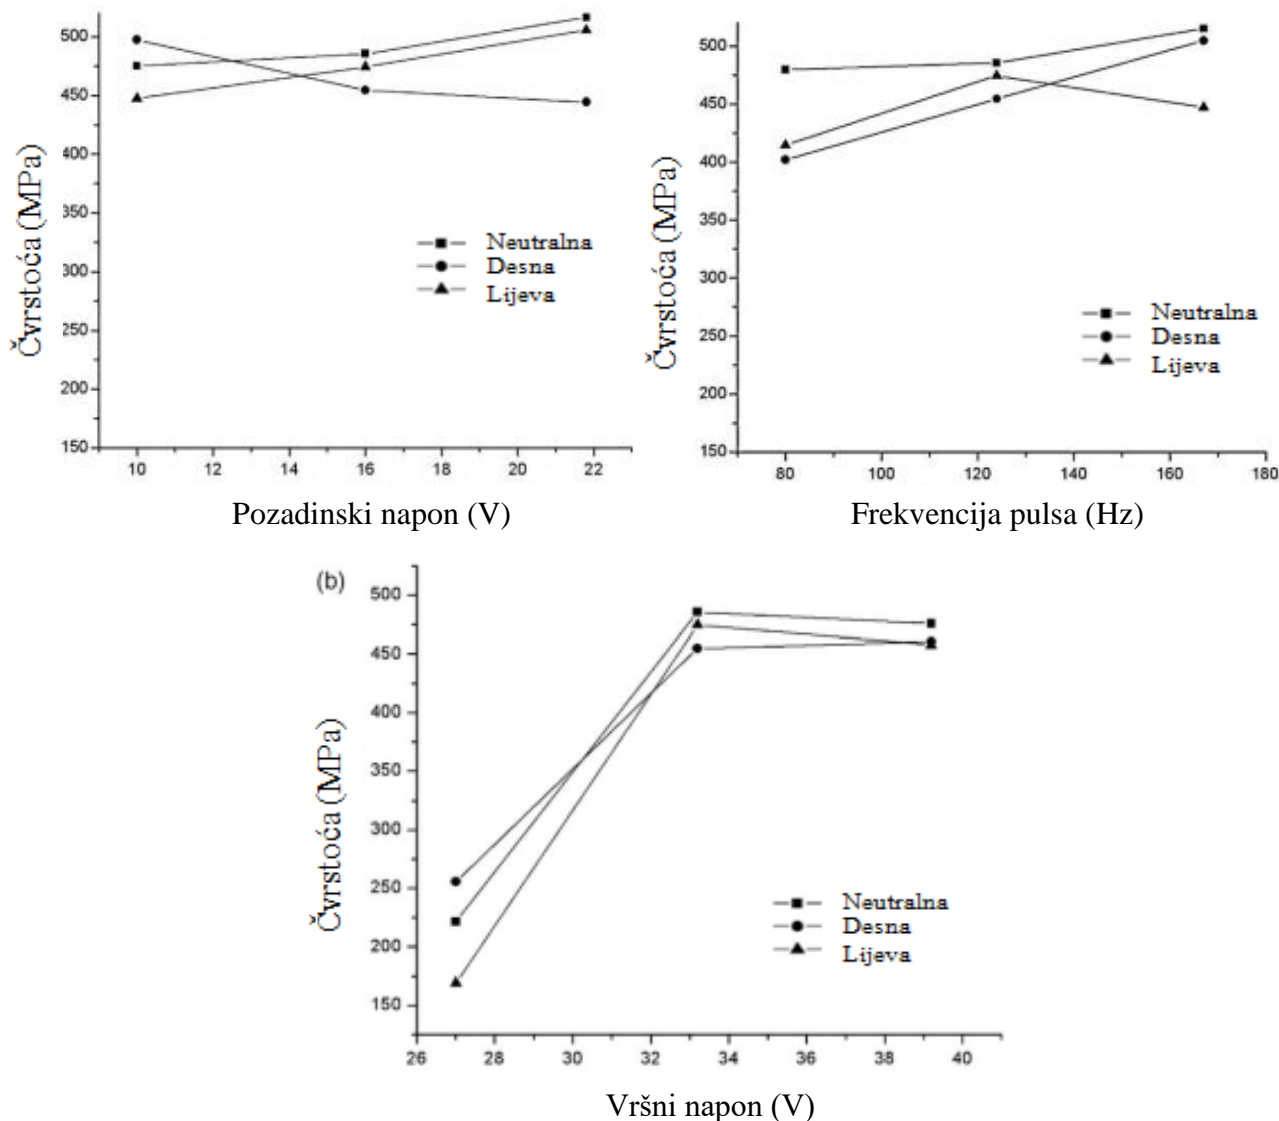 500
450
400
350
300
250
200
150
Čvrstoća (MPa)
Neutralna
Desna
Lijeva
10 12 14 16 18 20 22
Pozadinski napon (V)
500
450
400
350
300
250
200
150
Čvrstoća (MPa)
Neutralna
Desna
Lijeva
80 100 120 140 160 180
Frekvencija pulsa (Hz)
(b)
500
450
400
350
300
250
200
150
Čvrstoća (MPa)
Neutralna
Desna
Lijeva
26 28 30 32 34 36 38 40
Vršni napon (V)